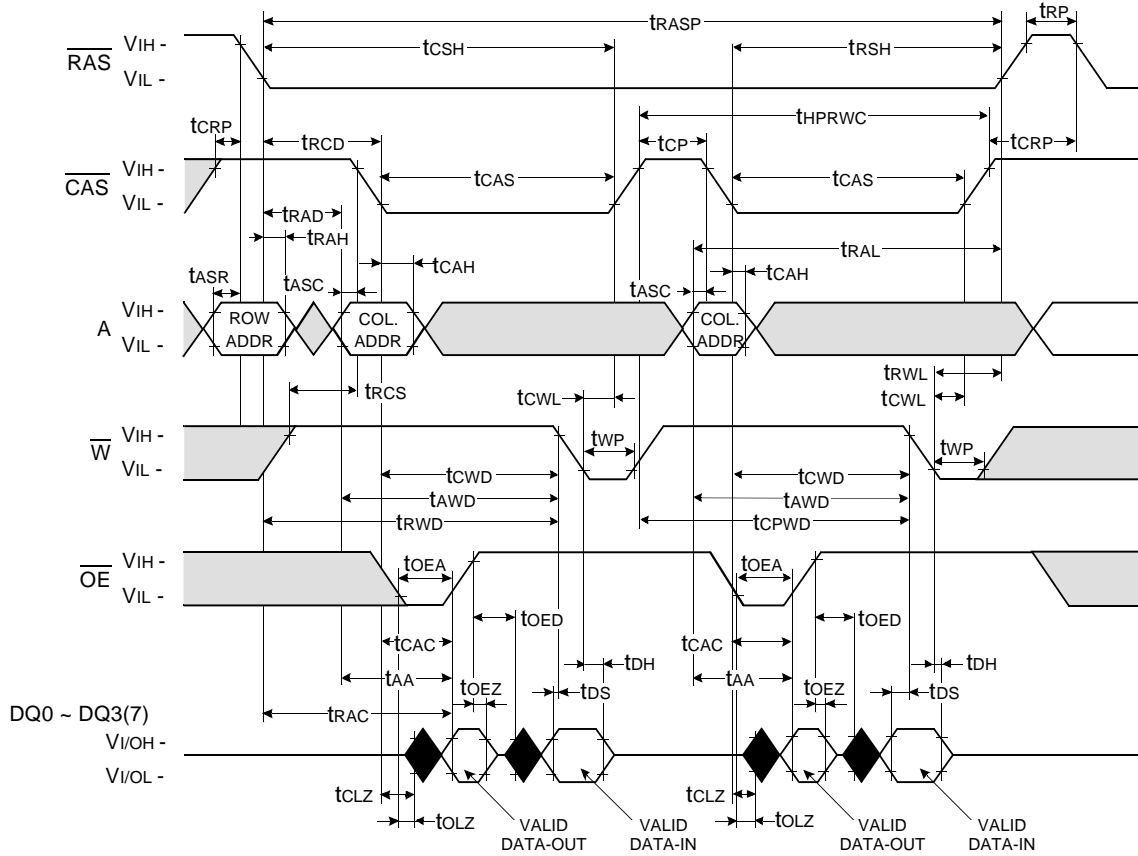 tRASP
tRP
tCSH
tRSH
RAS
VIH -
VIL -
tHPRWC
tCRP
tRCD
tCP
tCRP
CAS
VIH -
VIL -
tCAS
tCAS
tRAD
tRAH
tRAL
tCAH
tCAH
tASR
tASC
tASC
A
VIH -
VIL -
ROW
ADDR
COL.
ADDR
COL.
ADDR
tRWL
tRCS
tCWL
tCWL
W
VIH -
VIL -
tWP
tWP
tCWD
tCWD
tAWD
tAWD
tRWD
tCPWD
OE
VIH -
VIL -
tOEA
tOEA
tOED
tOED
tCAC
tCAC
tDH
tDH
tAA
tAA
tOEZ
tOEZ
tDS
tDS
DQ0 ~ DQ3(7)
tRAC
VI/OH -
VI/OL -
tCLZ
tCLZ
tOLZ
tOLZ
VALID
DATA-OUT
VALID
DATA-IN
VALID
DATA-OUT
VALID
DATA-IN